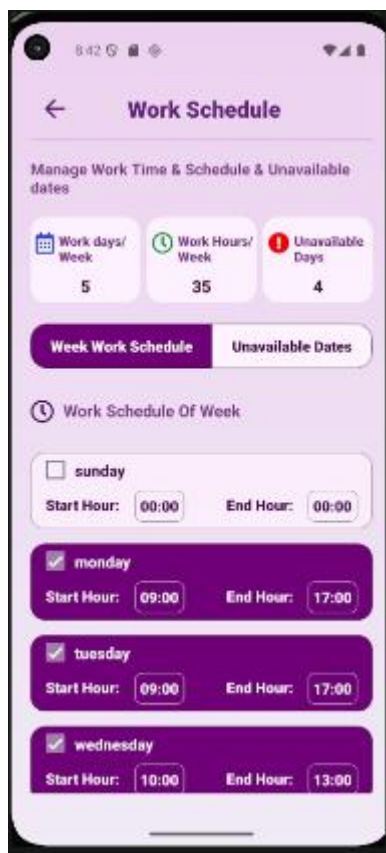 8:42
Work Schedule
Manage Work Time & Schedule & Unavailable
dates
Work days/
Week
5
Work Hours/
Week
35
Unavailable
Days
4
Week Work Schedule
Unavailable Dates
Work Schedule Of Week
sunday
Start Hour: 00:00 End Hour: 00:00
monday
Start Hour: 09:00 End Hour: 17:00
tuesday
Start Hour: 09:00 End Hour: 17:00
wednesday
Start Hour: 10:00 End Hour: 13:00